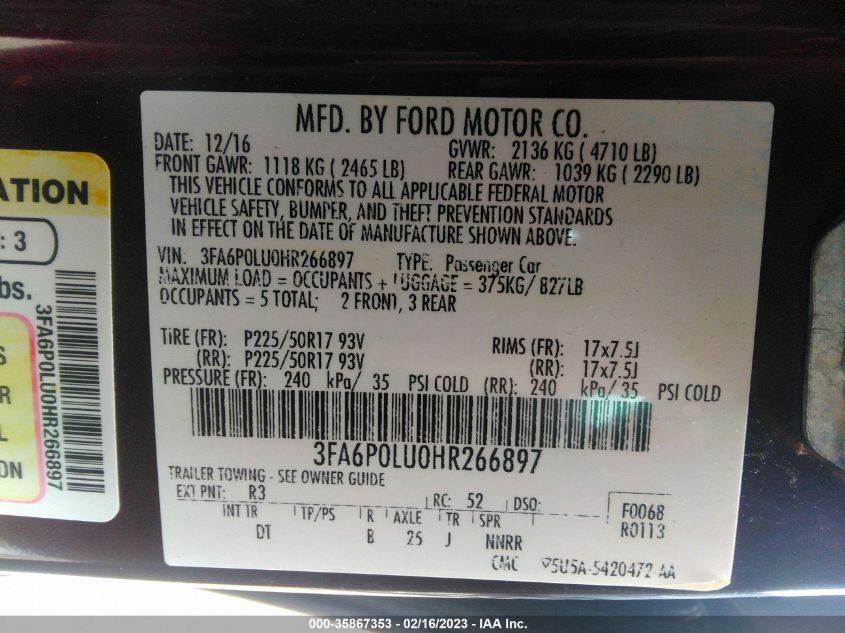 MFD. BY FORD MOTOR CO.
DATE: 12/16 GVWR: 2136 KG ( 4710 LB)
FRONT GAWR: 1118 KG ( 2465 LB) REAR GAWR: 1039 KG ( 2290 LB)
THIS VEHICLE CONFORMS TO ALL APPLICABLE FEDERAL MOTOR
VEHICLE SAFETY, BUMPER, AND THEFT PREVENTION STANDARDS
IN EFFECT ON THE DATE OF MANUFACTURE SHOWN ABOVE.
VIN: 3FA6P0LU0HR266897 TYPE: Passenger Car
MAXIMUM LOAD = OCCUPANTS + LUGGAGE = 375KG/ 827LB
OCCUPANTS = 5 TOTAL; 2 FRONT, 3 REAR
TIRE (FR): P225/50R17 93V RIMS (FR): 17x7.5J
(RR): P225/50R17 93V (RR): 17x7.5J
PRESSURE (FR): 240 kPa/ 35 PSI COLD (RR): 240 kPa/ 35 PSI COLD
3FA6P0LU0HR266897
TRAILER TOWING - SEE OWNER GUIDE
EXT PNT: R3 RC: 52 DSO: F0068
R0113
INT TR TP/PS R AXLE TR SPR
DT B 25 J NNRR
CMC 5U5A-5420472-AA
ATION
: 3
bs.
S
R
L
ON
3FA6P0LU0HR266897
000-35867353 - 02/16/2023 - IAA Inc.